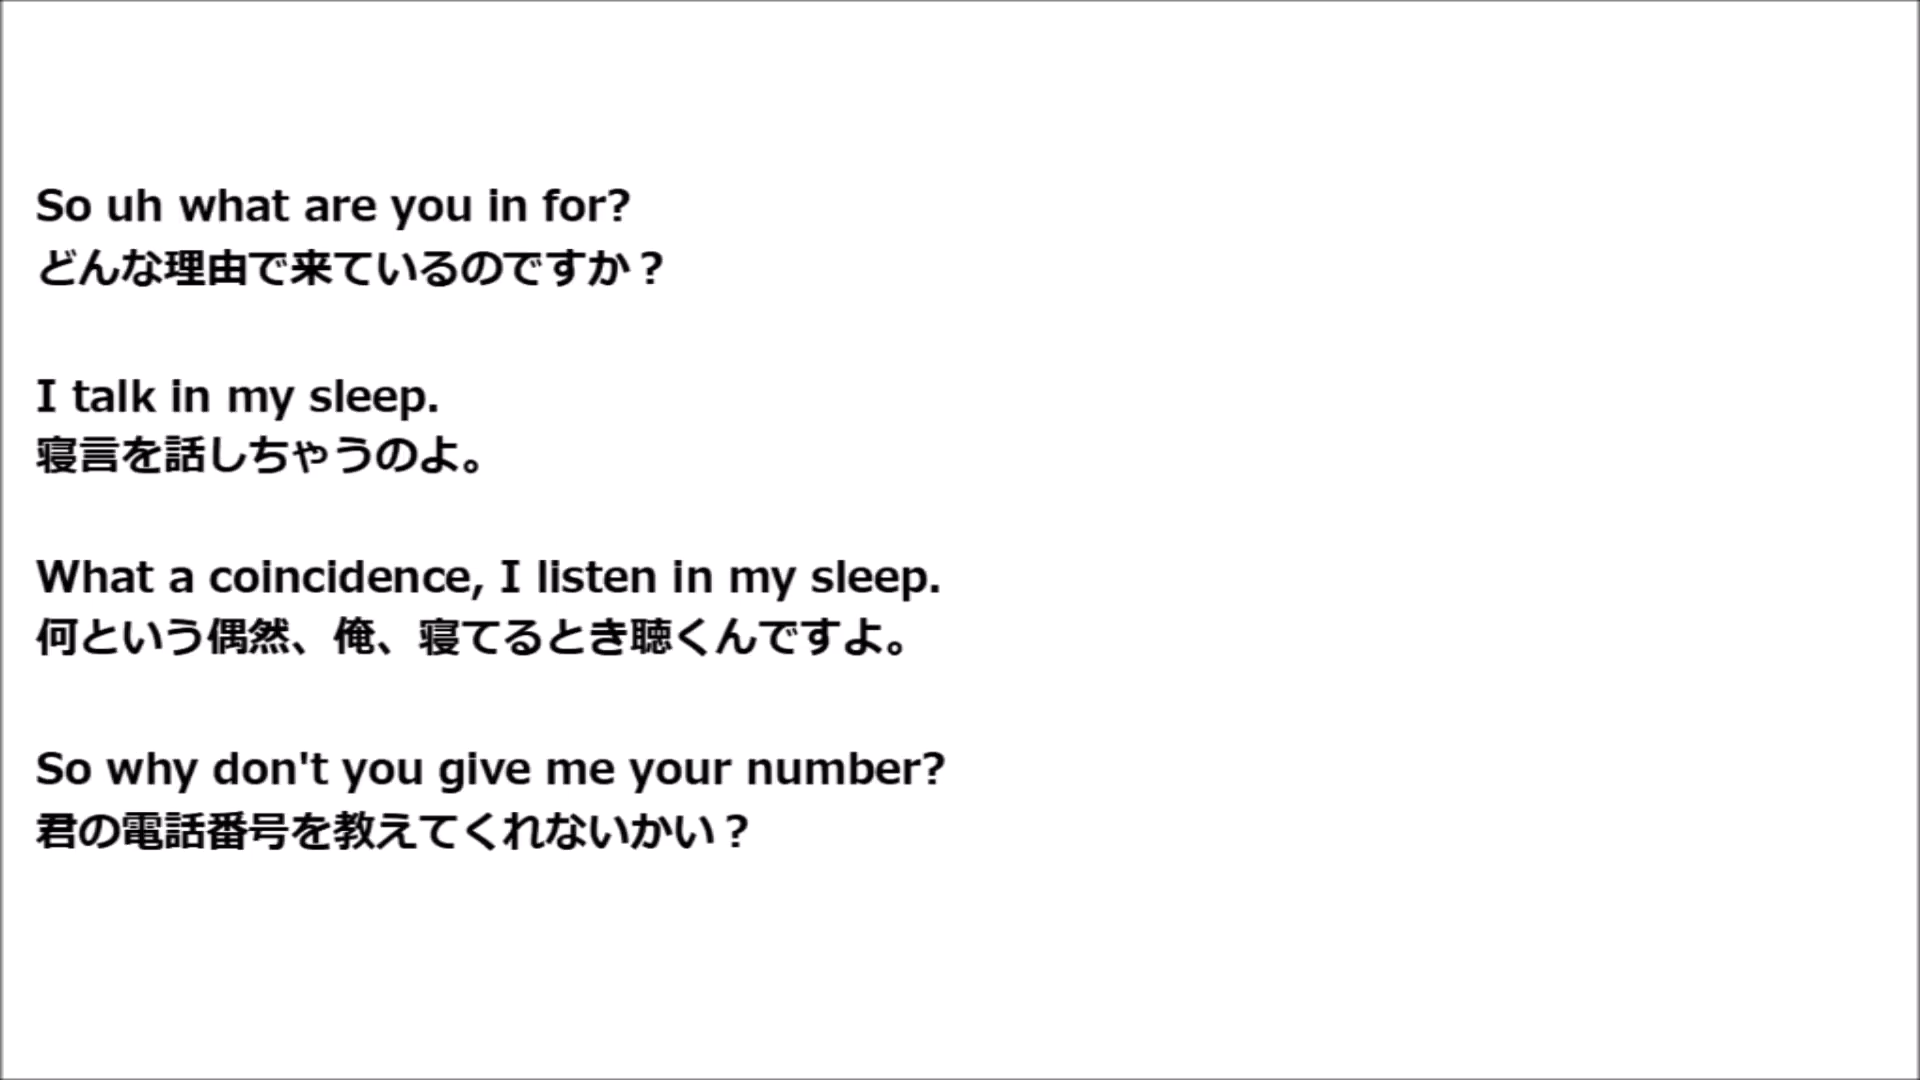 So uh what are you in for?
どんな理由で来ているのですか？
I talk in my sleep.
寝言を話しちゃうのよ。
What a coincidence, I listen in my sleep.
何という偶然、俺、寝てるとき聴くんですよ。
So why don't you give me your number?
君の電話番号を教えてくれないかい？